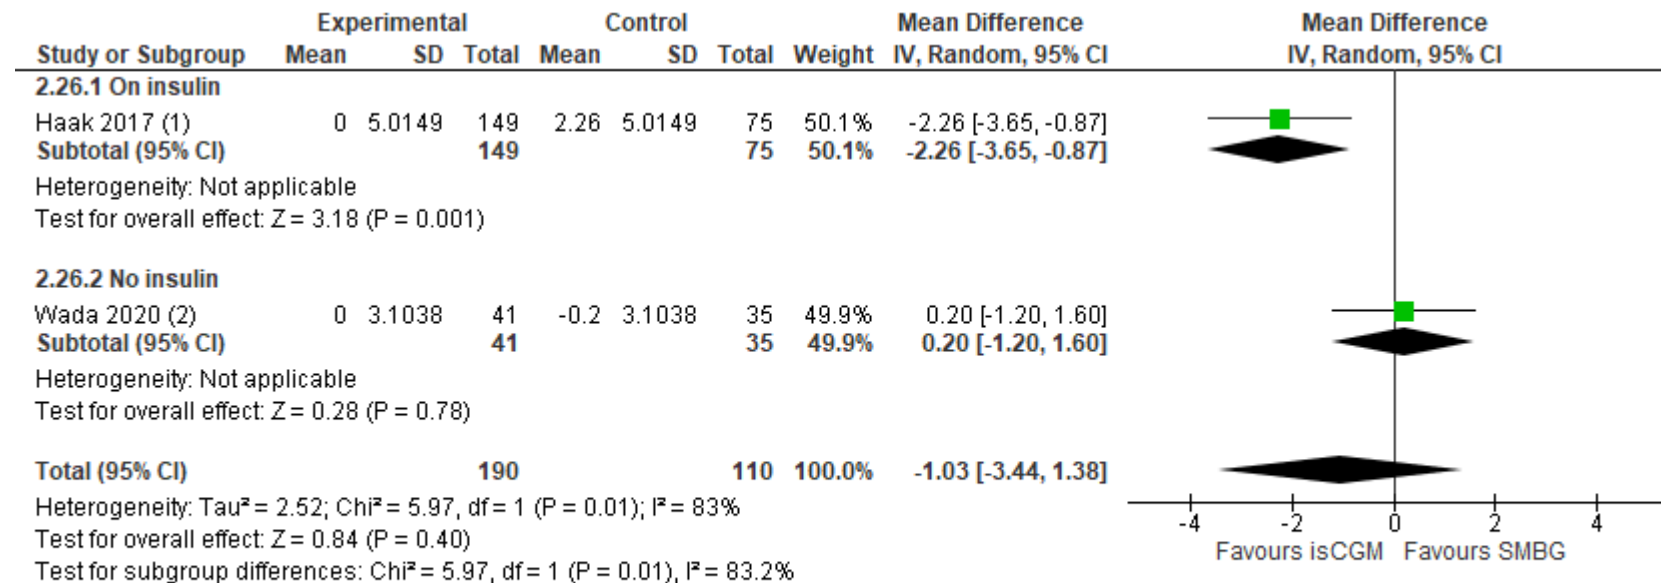 Experimental Control Mean Difference Mean Difference
Study or Subgroup Mean SD Total Mean SD Total Weight IV, Random, 95% CI IV, Random, 95% CI
2.26.1 On insulin
Haak 2017 (1) 0 5.0149 149 2.26 5.0149 75 50.1% -2.26 [-3.65, -0.87]
Subtotal (95% CI) 149 75 50.1% -2.26 [-3.65, -0.87]
Heterogeneity: Not applicable
Test for overall effect: Z = 3.18 (P = 0.001)
2.26.2 No insulin
Wada 2020 (2) 0 3.1038 41 -0.2 3.1038 35 49.9% 0.20 [-1.20, 1.60]
Subtotal (95% CI) 41 35 49.9% 0.20 [-1.20, 1.60]
Heterogeneity: Not applicable
Test for overall effect: Z = 0.28 (P = 0.78)
Total (95% CI) 190 110 100.0% -1.03 [-3.44, 1.38]
Heterogeneity: Tau² = 2.52; Chi² = 5.97, df = 1 (P = 0.01); I² = 83%
Test for overall effect: Z = 0.84 (P = 0.40)
Test for subgroup differences: Chi² = 5.97, df = 1 (P = 0.01), I² = 83.2%
-4 -2 0 2 4
Favours isCGM Favours SMBG